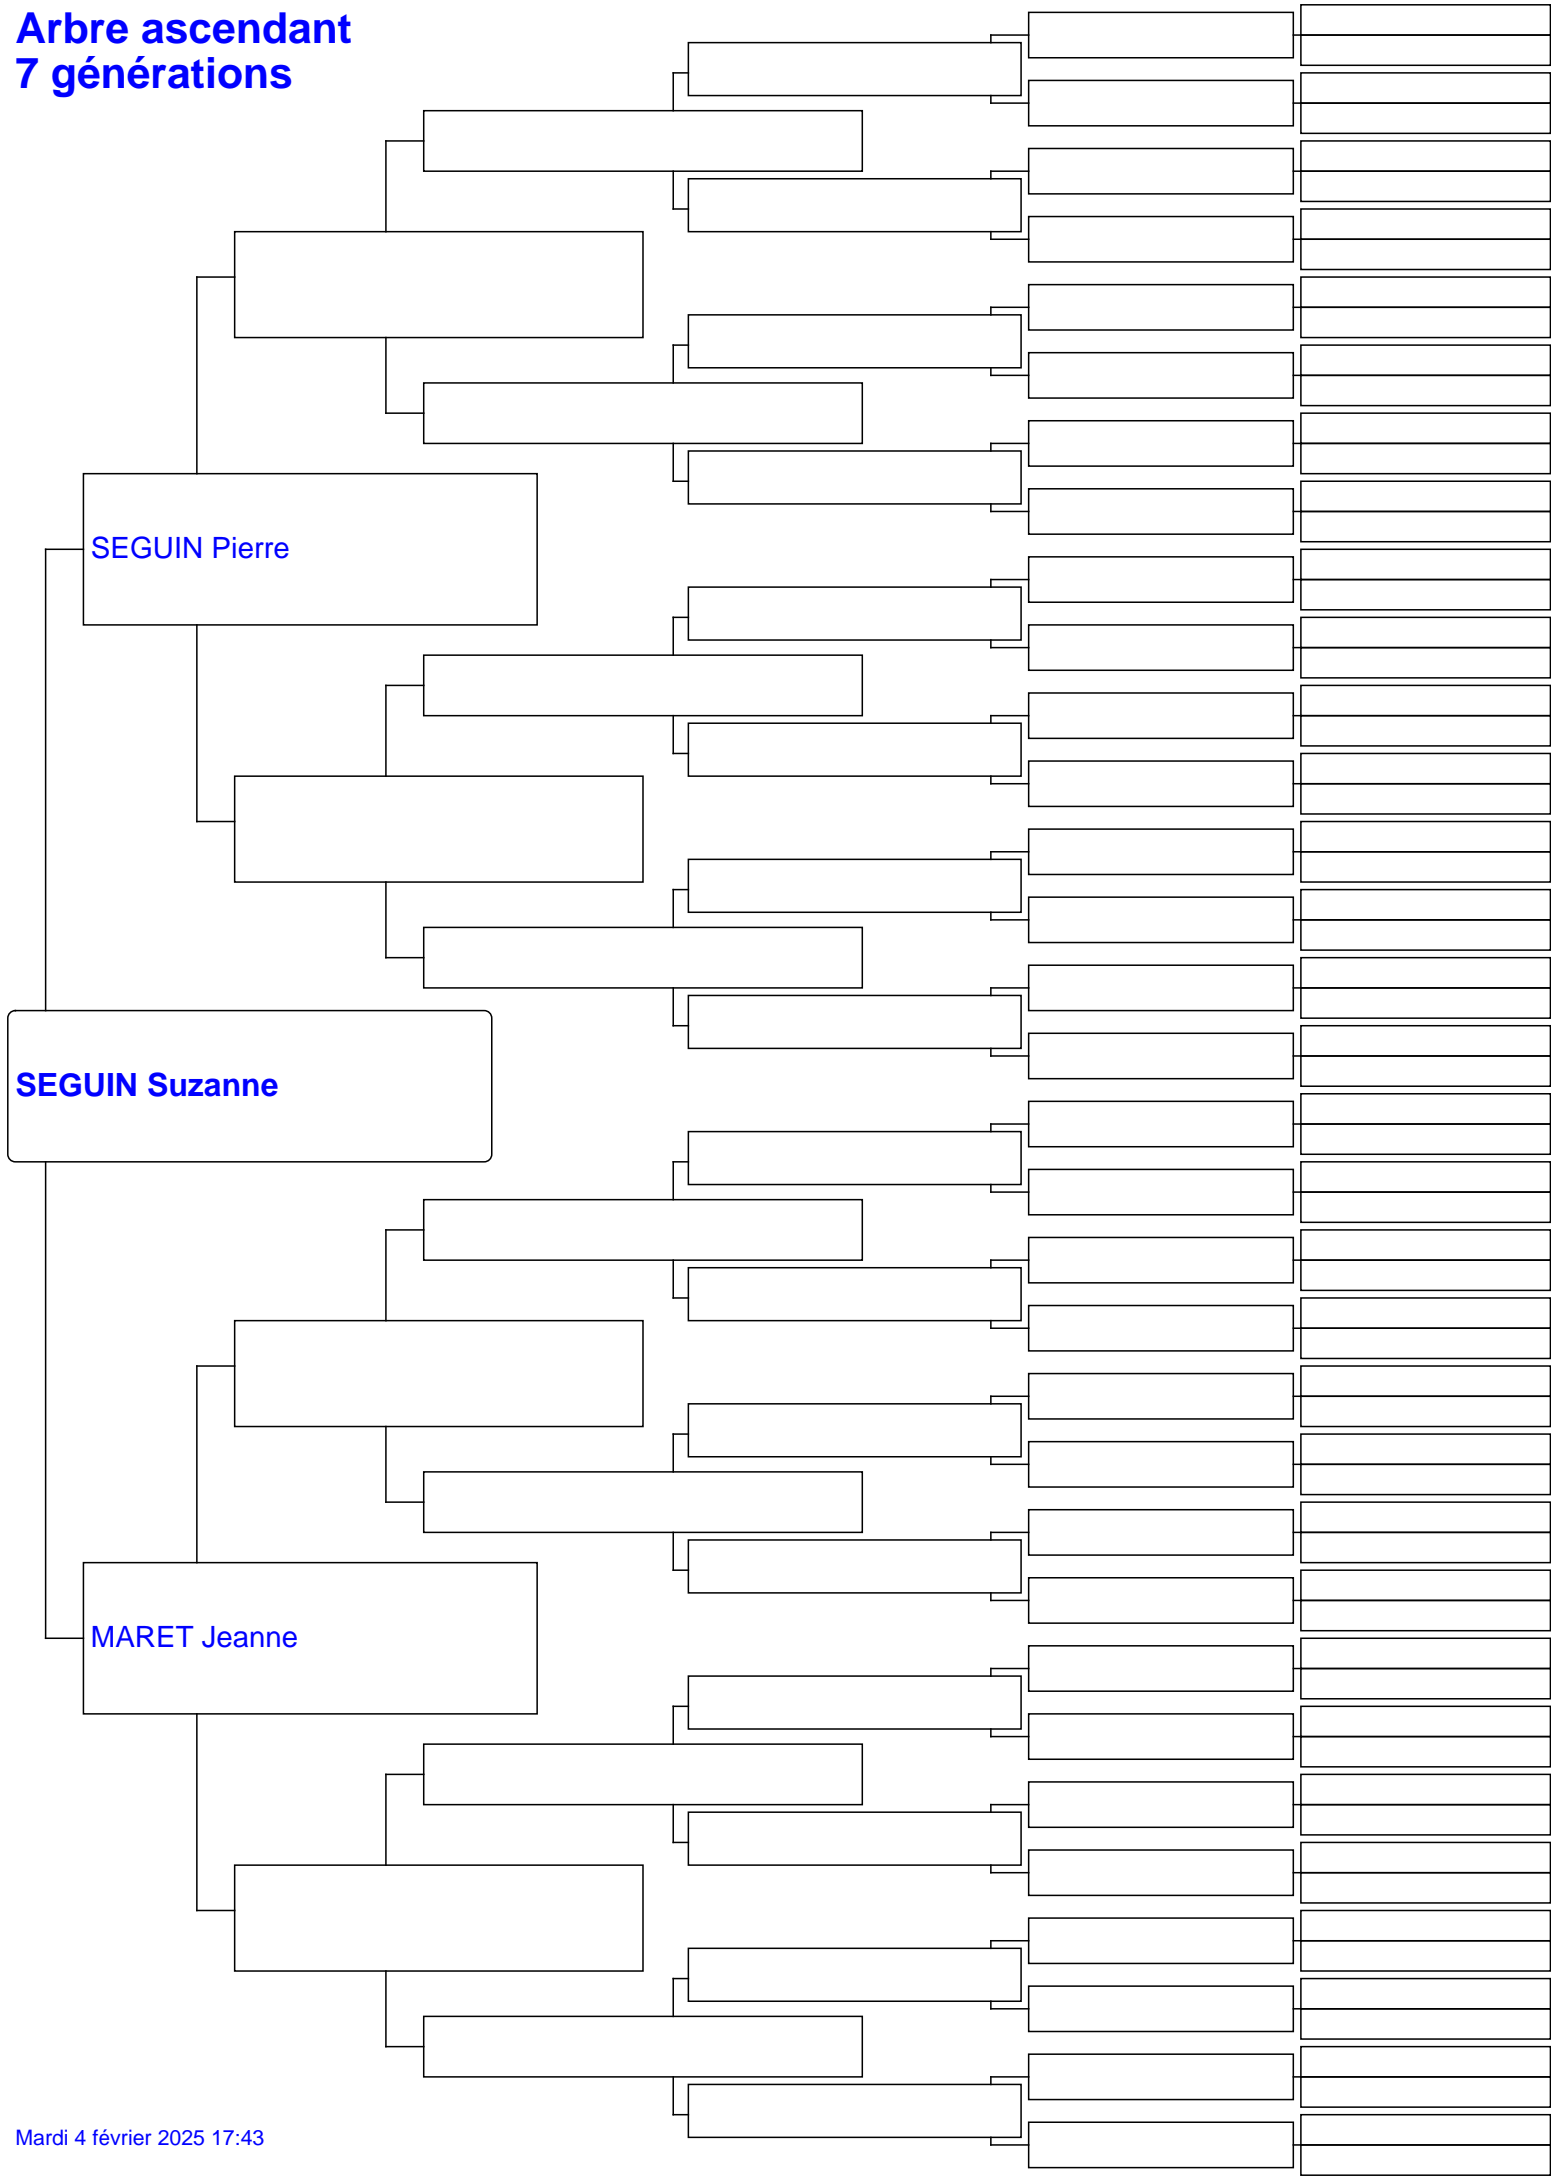 Arbre ascendant
7 générations
SEGUIN Pierre
SEGUIN Suzanne
MARET Jeanne
Mardi 4 février 2025 17:43